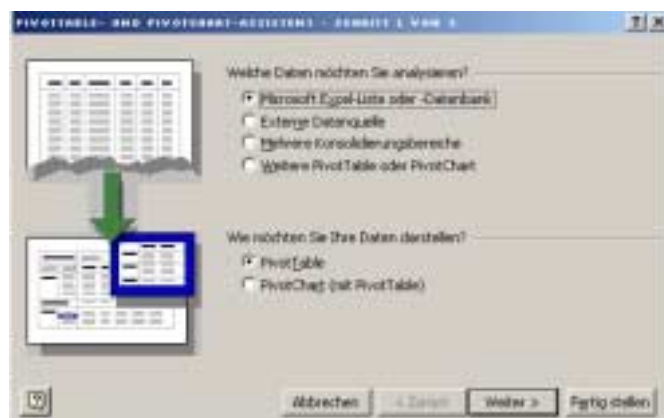 PIVOTTABLE- UND PIVOTCHART-ASSISTENT - SCHRITT 1 VON 3
Welche Daten möchten Sie analysieren?
Microsoft Excel-Liste oder -Datenbank
Externe Datenquelle
Mehrere Konsolidierungsbereiche
Weitere PivotTable oder PivotChart
Wie möchten Sie Ihre Daten darstellen?
PivotTable
PivotChart (mit PivotTable)
Abbrechen < Zurück Weiter > Fertig stellen